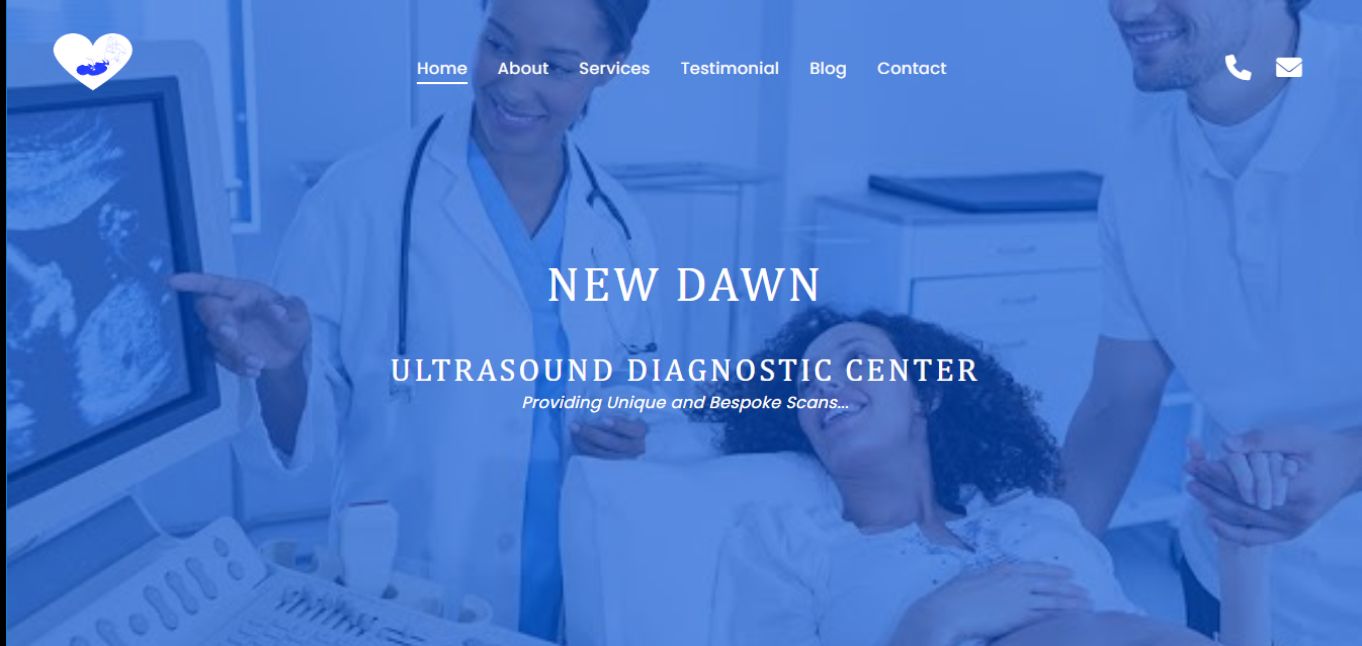 Home About Services Testimonial Blog Contact
NEW DAWN
ULTRASOUND DIAGNOSTIC CENTER
Providing Unique and Bespoke Scans...